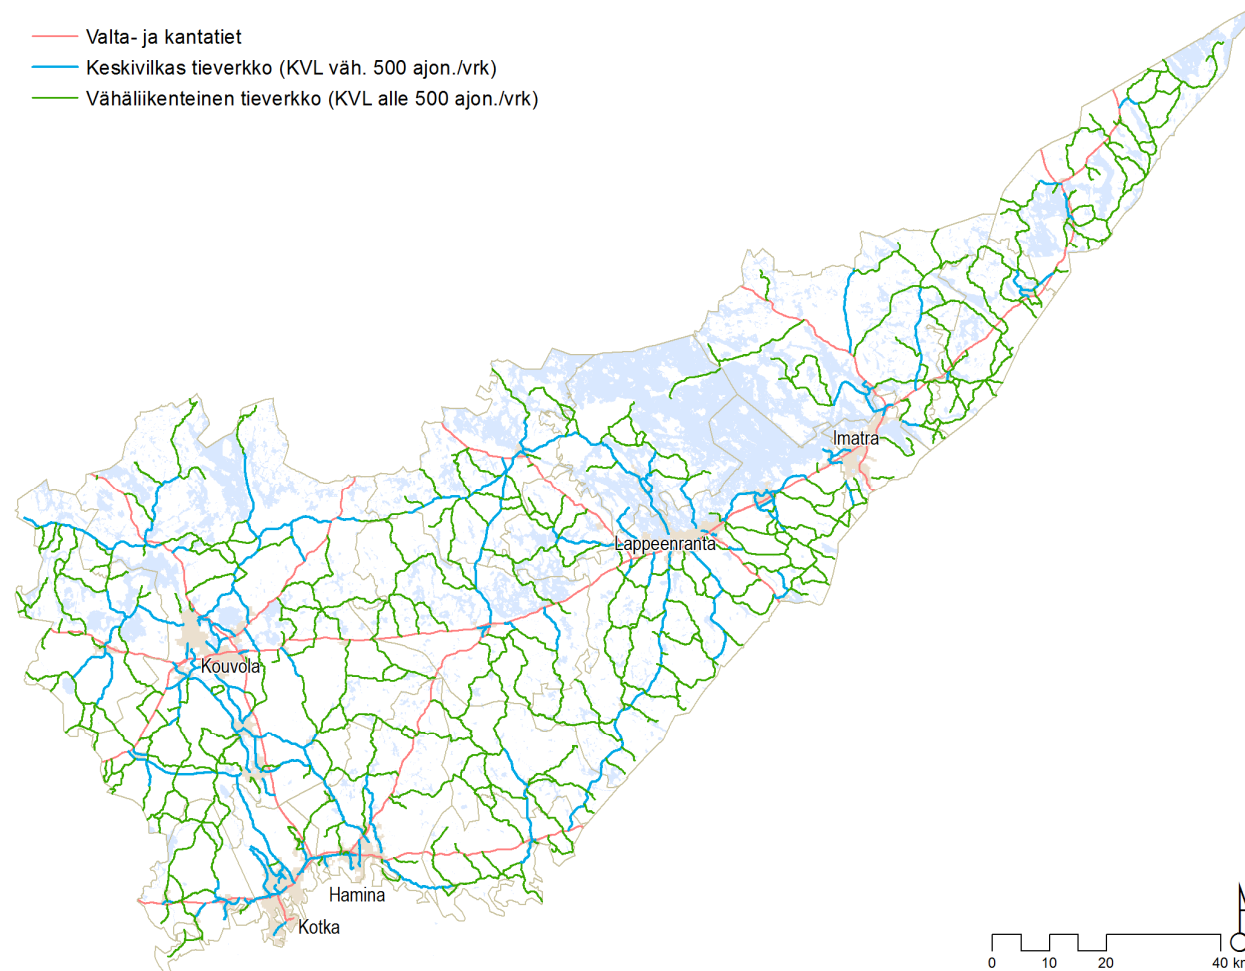 Valta- ja kantatiet
Keskivilkas tieverkko (KVL väh. 500 ajon./vrk)
Vähäliikenteinen tieverkko (KVL alle 500 ajon./vrk)
Imatra
Lappeenranta
Kouvola
Hamina
Kotka
0 10 20 40 km